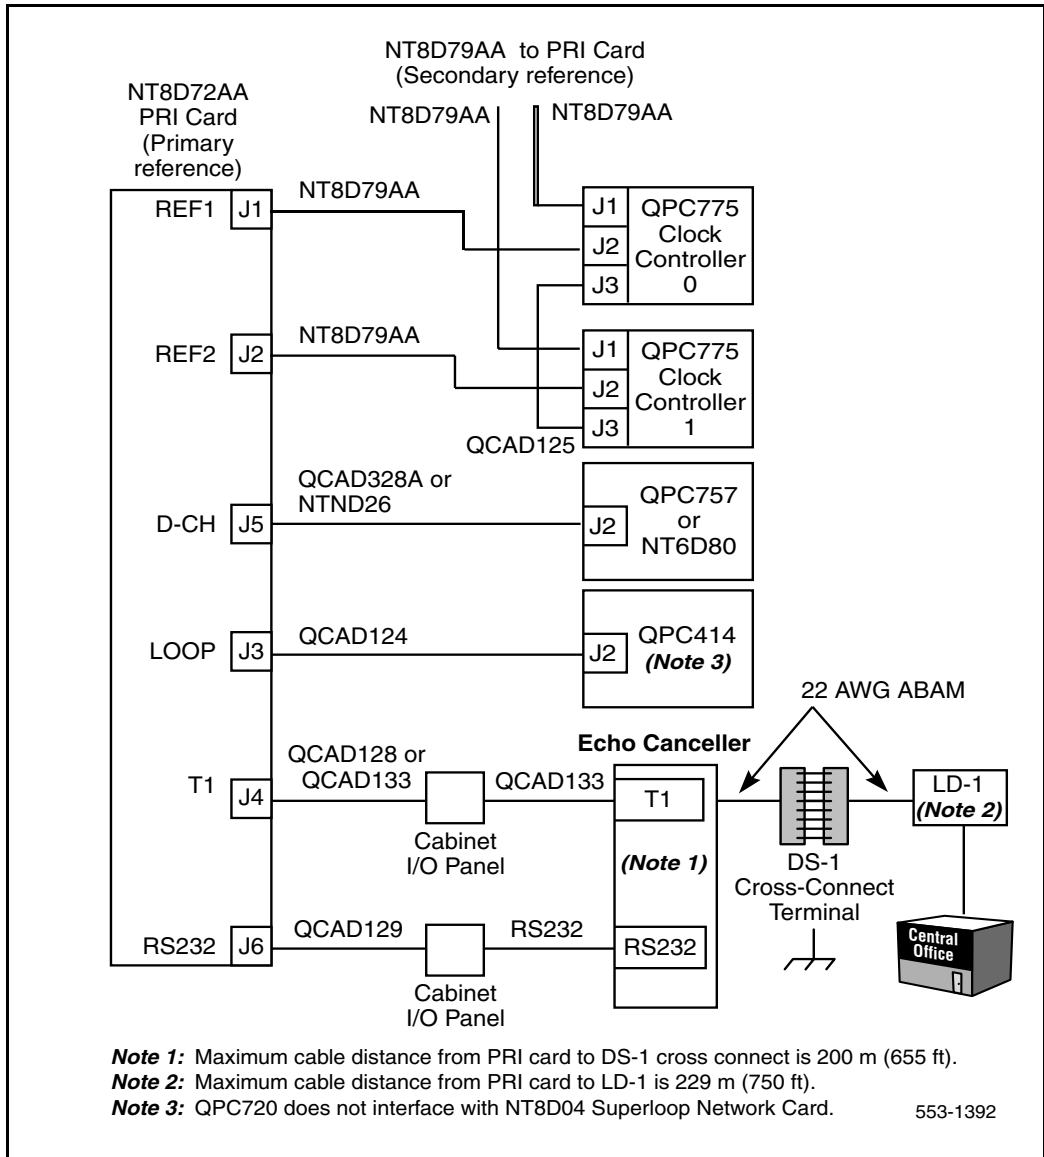 NT8D79AA to PRI Card
(Secondary reference)
NT8D72AA
PRI Card
(Primary
reference)
NT8D79AA
NT8D79AA
REF1
J1
NT8D79AA
J1
J2
J3
QPC775
Clock
Controller
0
REF2
J2
NT8D79AA
J1
J2
J3
QPC775
Clock
Controller
1
QCAD125
D-CH
J5
QCAD328A or
NTND26
J2
QPC757
or
NT6D80
LOOP
J3
QCAD124
J2
QPC414
(Note 3)
22 AWG ABAM
Echo Canceller
T1
J4
QCAD128 or
QCAD133
Cabinet
I/O Panel
QCAD133
T1
(Note 1)
DS-1
Cross-Connect
Terminal
LD-1
(Note 2)
Central
Office
RS232
J6
QCAD129
Cabinet
I/O Panel
RS232
RS232
Note 1: Maximum cable distance from PRI card to DS-1 cross connect is 200 m (655 ft).
Note 2: Maximum cable distance from PRI card to LD-1 is 229 m (750 ft).
Note 3: QPC720 does not interface with NT8D04 Superloop Network Card.
553-1392